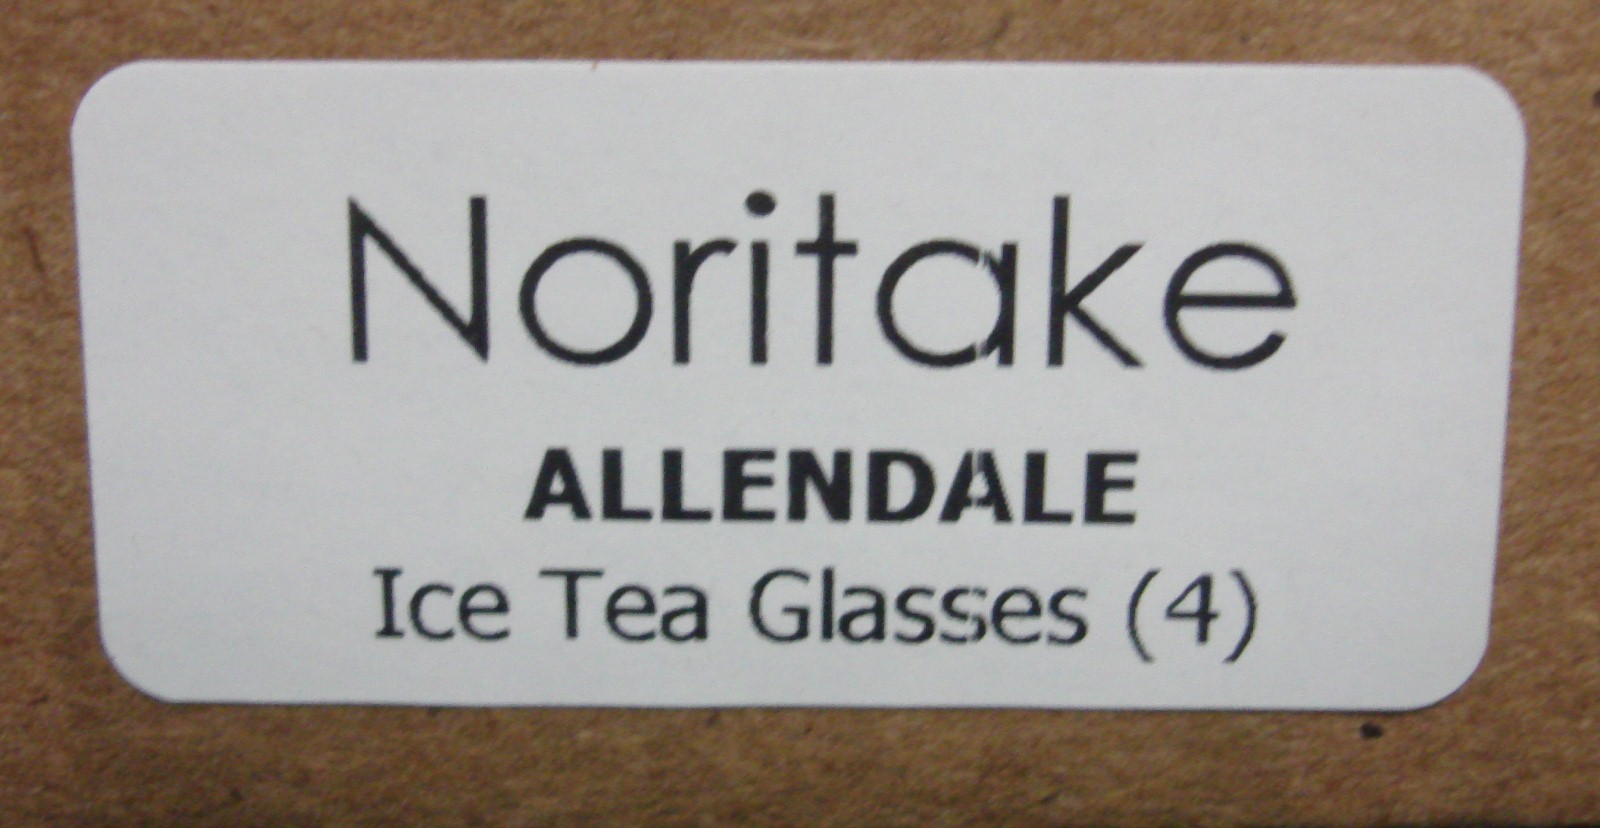 Noritake
ALLENDALE
Ice Tea Glasses (4)